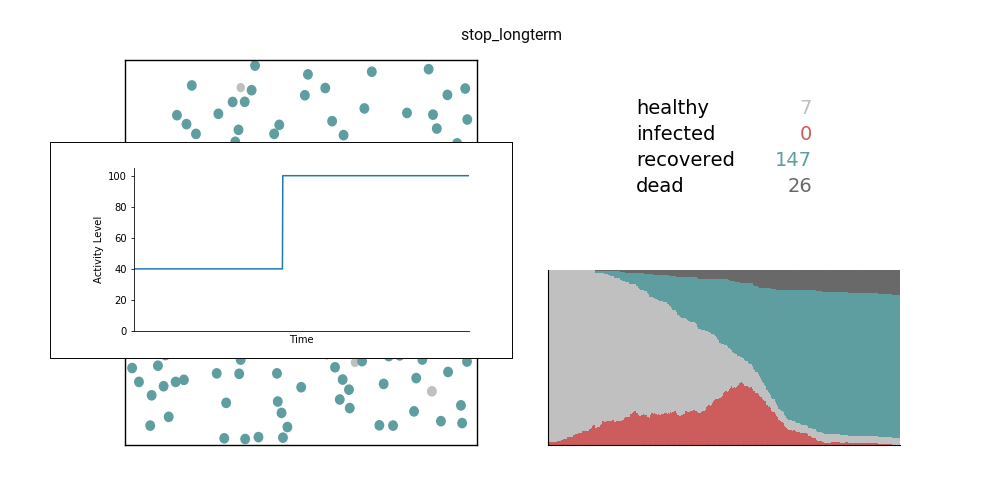 stop_longterm
healthy 7
infected 0
recovered 147
dead 26
100
80
60
40
20
0
Activity Level
Time